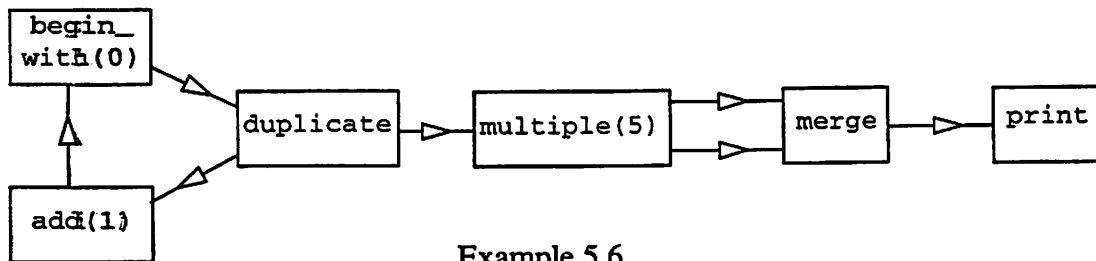 begin_
with(0)
duplicate
multiple(5)
merge
print
add(1)
Example 5.6